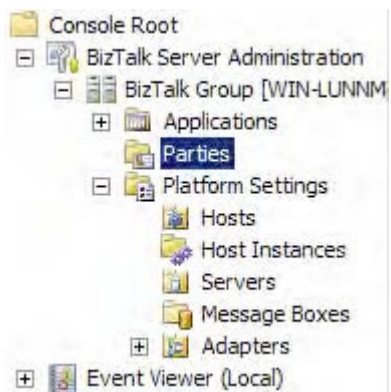 Console Root
BizTalk Server Administration
BizTalk Group [WIN-LUNNM
Applications
Parties
Platform Settings
Hosts
Host Instances
Servers
Message Boxes
Adapters
Event Viewer (Local)